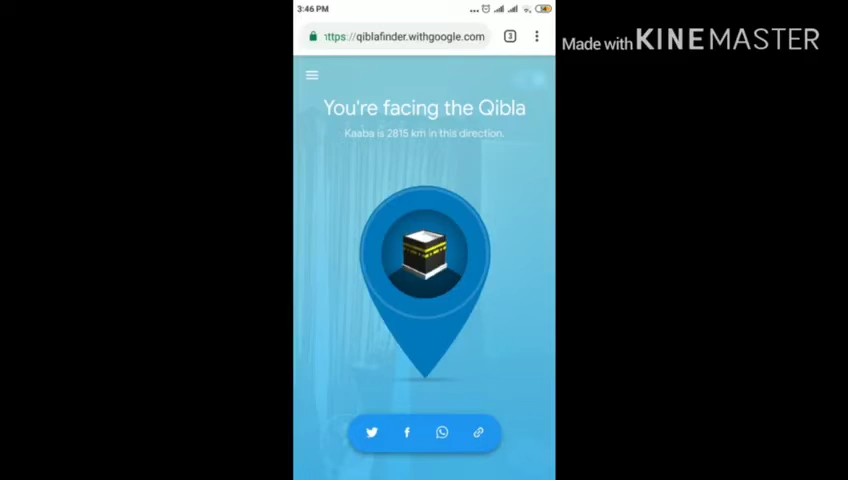 3:46 PM
Made with KINEMASTER
ttps://qiblafinder.withgoogle.com
3
You're facing the Qibla
Kaaba is 2815 km in this direction.